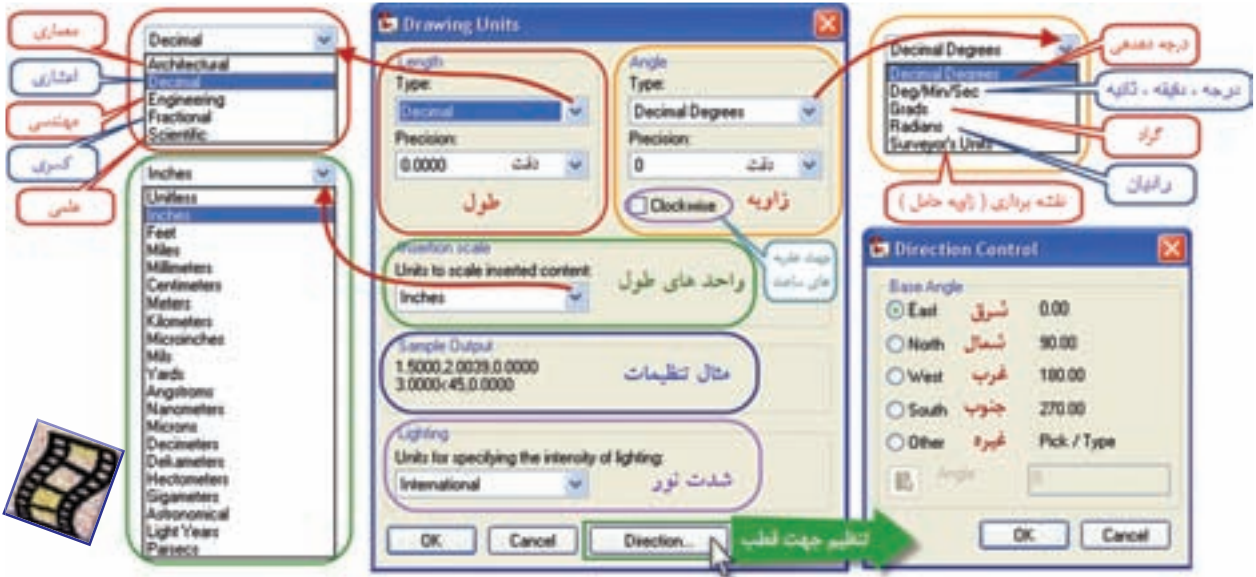 معماری
اعشاری
مهندسی
کسری
علمی
Decimal
Architectural
Decimal
Engineering
Fractional
Scientific
Inches
Unitless
Inches
Feet
Miles
Millimeters
Centimeters
Meters
Kilometers
Microinches
Mils
Yards
Angstroms
Nanometers
Microns
Decimeters
Dekameters
Hectometers
Gigameters
Astronomical
Light Years
Parsecs
Drawing Units
Length
Type:
Decimal
Precision:
0.0000 دقت
طول
Angle
Type:
Decimal Degrees
Precision:
0 دقت
Clockwise زاویه
جهت عقربه
های ساعت
Insertion scale
Units to scale inserted content:
Inches
واحد های طول
Sample Output
1.5000,2.0039,0.0000
3.0000<45,0.0000
مثال تنظیمات
Lighting
Units for specifying the intensity of lighting:
International
شدت نور
OK Cancel Direction...
تنظیم جهت قطب
Decimal Degrees
Decimal Degrees
Deg/Min/Sec
Grads
Radians
Surveyor's Units
درجه دهدهی
درجه ، دقیقه ، ثانیه
گراد
رادیان
نقشه برداری ( زاویه حامل )
Direction Control
Base Angle
East شرق 0.00
North شمال 90.00
West غرب 180.00
South جنوب 270.00
Other غیره Pick / Type
Angle: 0
OK Cancel